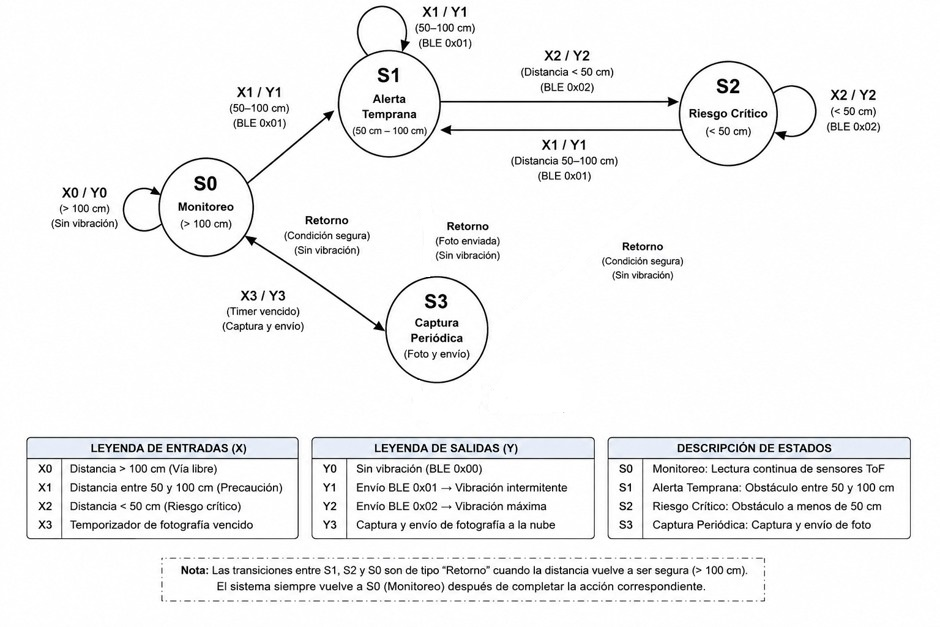 X1 / Y1
(50–100 cm)
(BLE 0x01)
S1
Alerta
Temprana
(50 cm – 100 cm)
X2 / Y2
(Distancia < 50 cm)
(BLE 0x02)
S2
Riesgo Crítico
(< 50 cm)
X2 / Y2
(< 50 cm)
(BLE 0x02)
X1 / Y1
(50–100 cm)
(BLE 0x01)
X1 / Y1
(Distancia 50–100 cm)
(BLE 0x01)
X0 / Y0
(> 100 cm)
(Sin vibración)
S0
Monitoreo
(> 100 cm)
Retorno
(Condición segura)
(Sin vibración)
Retorno
(Foto enviada)
(Sin vibración)
Retorno
(Condición segura)
(Sin vibración)
X3 / Y3
(Timer vencido)
(Captura y envío)
S3
Captura
Periódica
(Foto y envío)
LEYENDA DE ENTRADAS (X)
X0 Distancia > 100 cm (Vía libre)
X1 Distancia entre 50 y 100 cm (Precaución)
X2 Distancia < 50 cm (Riesgo crítico)
X3 Temporizador de fotografía vencido
LEYENDA DE SALIDAS (Y)
Y0 Sin vibración (BLE 0x00)
Y1 Envío BLE 0x01 → Vibración intermitente
Y2 Envío BLE 0x02 → Vibración máxima
Y3 Captura y envío de fotografía a la nube
DESCRIPCIÓN DE ESTADOS
S0 Monitoreo: Lectura continua de sensores ToF
S1 Alerta Temprana: Obstáculo entre 50 y 100 cm
S2 Riesgo Crítico: Obstáculo a menos de 50 cm
S3 Captura Periódica: Captura y envío de foto
Nota: Las transiciones entre S1, S2 y S0 son de tipo “Retorno” cuando la distancia vuelve a ser segura (> 100 cm).
El sistema siempre vuelve a S0 (Monitoreo) después de completar la acción correspondiente.